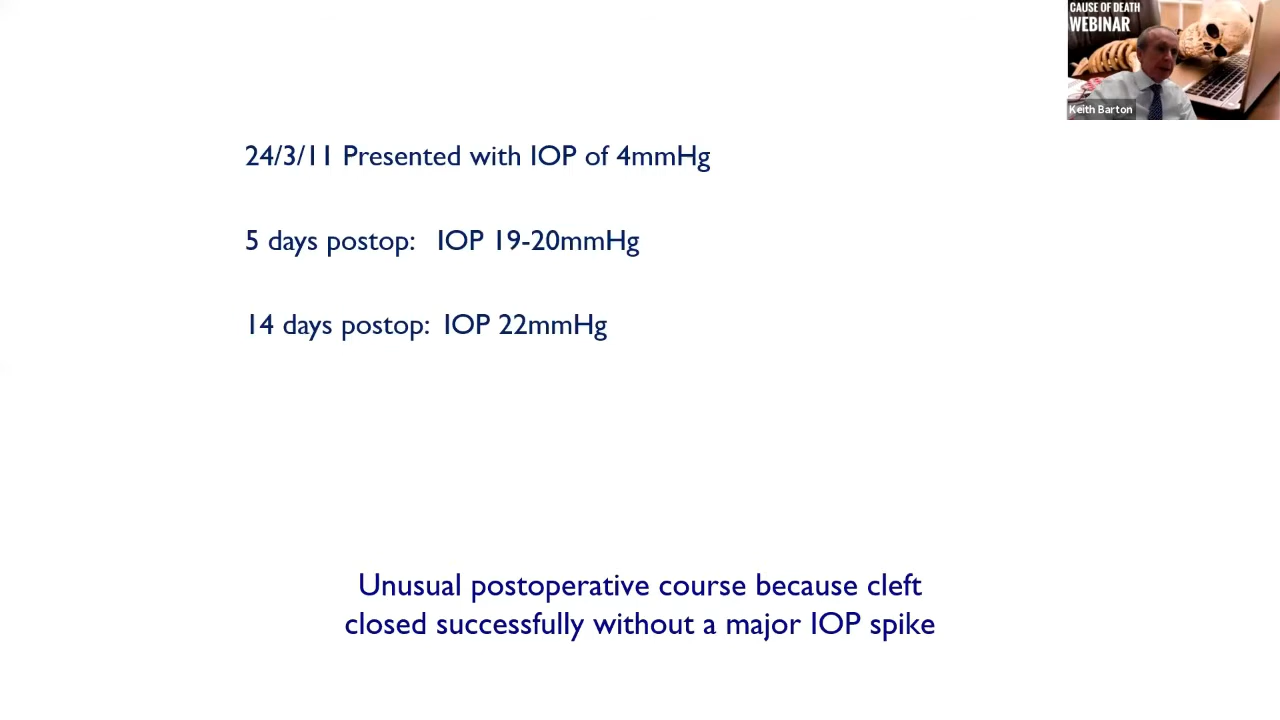 CAUSE OF DEATH
WEBINAR
Keith Barton
24/3/11 Presented with IOP of 4mmHg
5 days postop: IOP 19-20mmHg
14 days postop: IOP 22mmHg
Unusual postoperative course because cleft
closed successfully without a major IOP spike